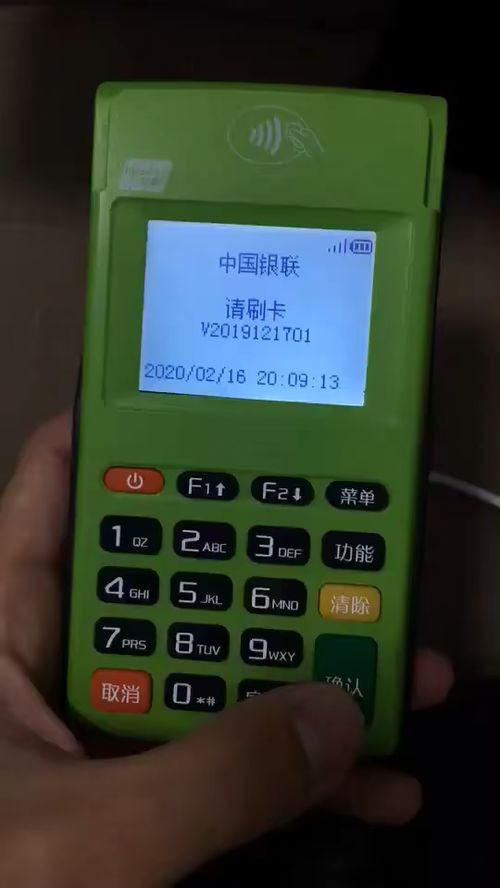 中国银联
请刷卡
V2019121701
2020/02/16 20:09:13
F1↑ F2↓ 菜单
1 QZ 2 ABC 3 DEF 功能
4 GHI 5 JKL 6 MNO 清除
7 PRS 8 TUV 9 WXY
取消 0 *# 确认